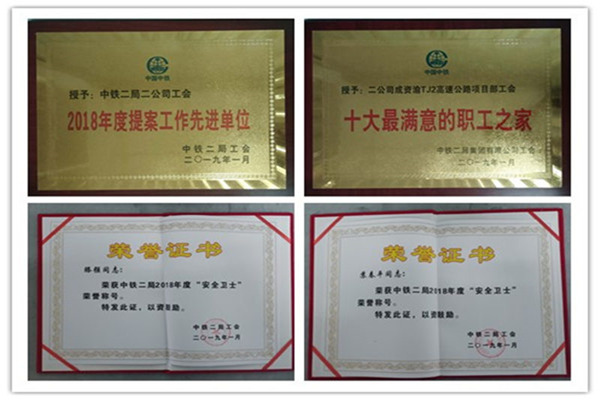 中国中铁
授予：中铁二局二公司工会
2018年度提案工作先进单位
中铁二局工会
二〇一九年一月
中国中铁
授予：二公司成资渝TJ2高速公路项目部工会
十大最满意的职工之家
中铁二局集团有限公司工会
二〇一九年一月
荣誉证书
同志：
荣获中铁二局2018年度“安全卫士”
荣誉称号。
特发此证，以资鼓励。
中铁二局工会
二〇一九年一月
荣誉证书
同志：
荣获中铁二局2018年度“安全卫士”
荣誉称号。
特发此证，以资鼓励。
中铁二局工会
二〇一九年一月